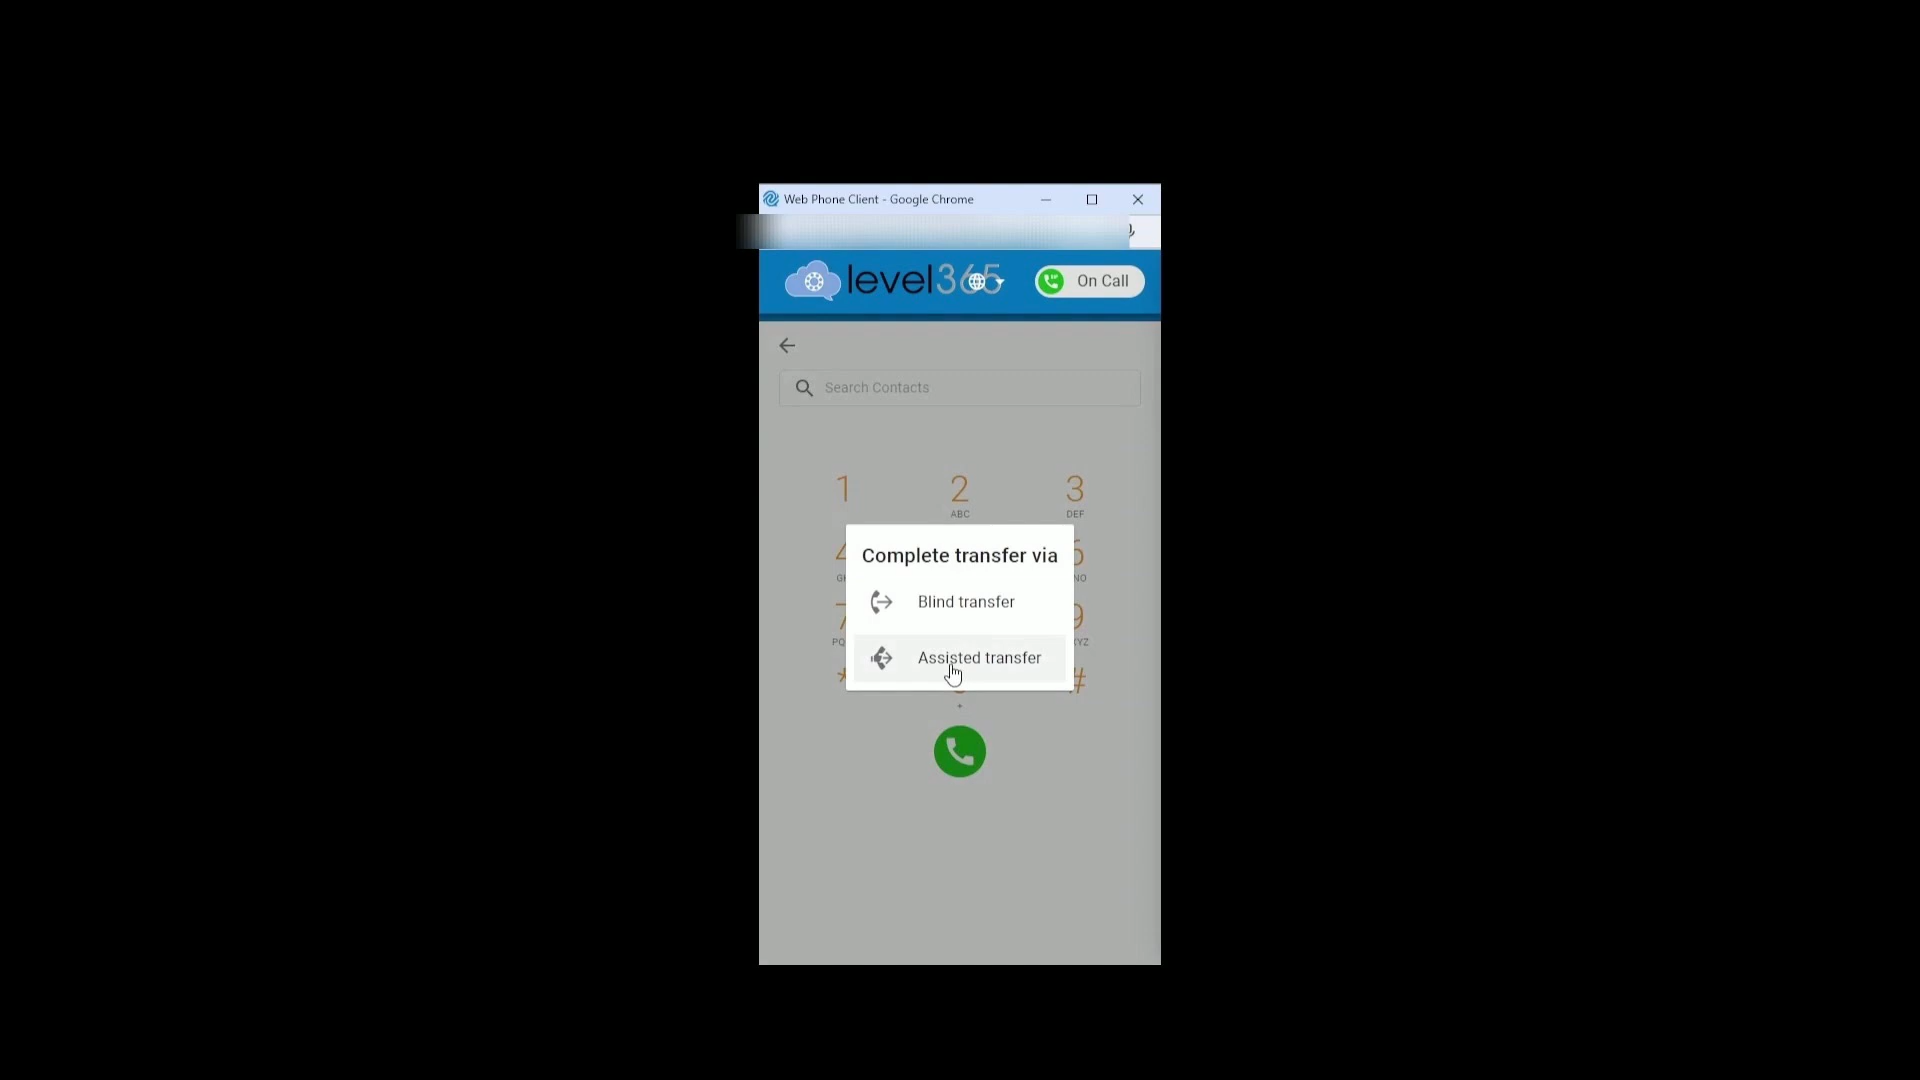 Web Phone Client - Google Chrome
level365
On Call
Search Contacts
1
2
3
ABC
DEF
Complete transfer via
Blind transfer
Assisted transfer
*
#
+